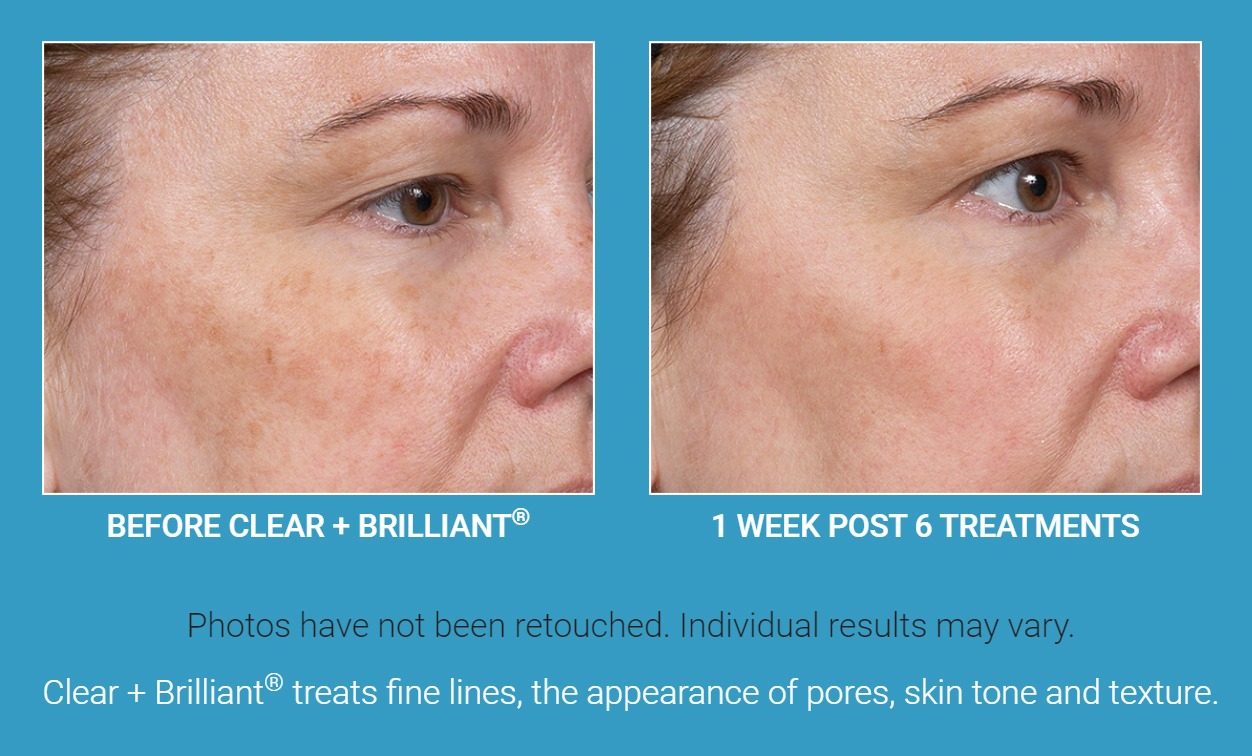 BEFORE CLEAR + BRILLIANT®
1 WEEK POST 6 TREATMENTS
Photos have not been retouched. Individual results may vary.
Clear + Brilliant® treats fine lines, the appearance of pores, skin tone and texture.